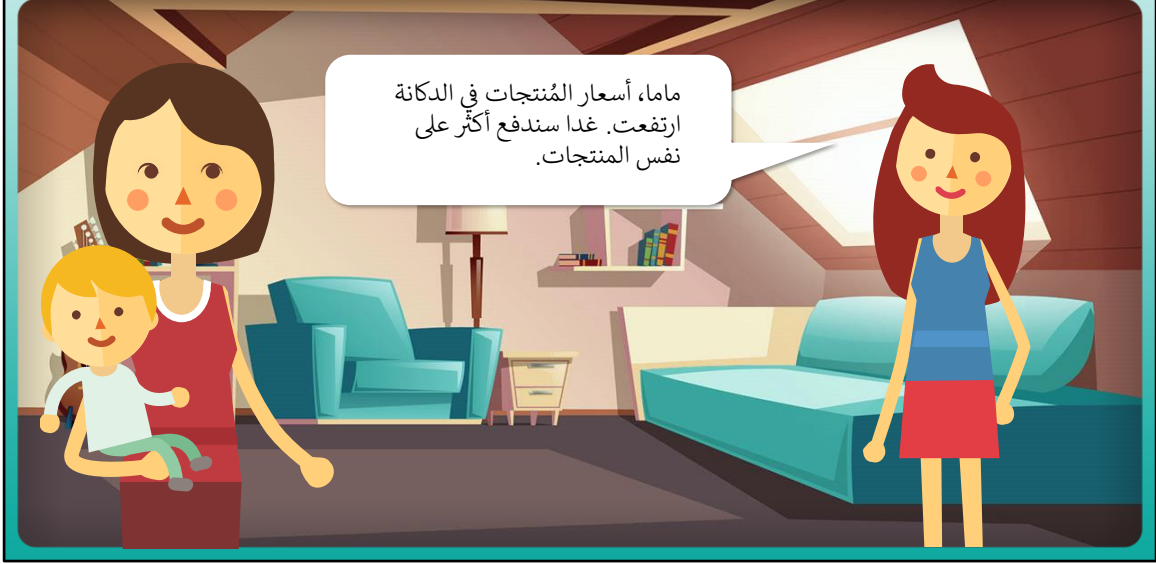 ماما، أسعار المُنتجات في الدكانة
ارتفعت. غدا سندفع أكثر على
نفس المنتجات.